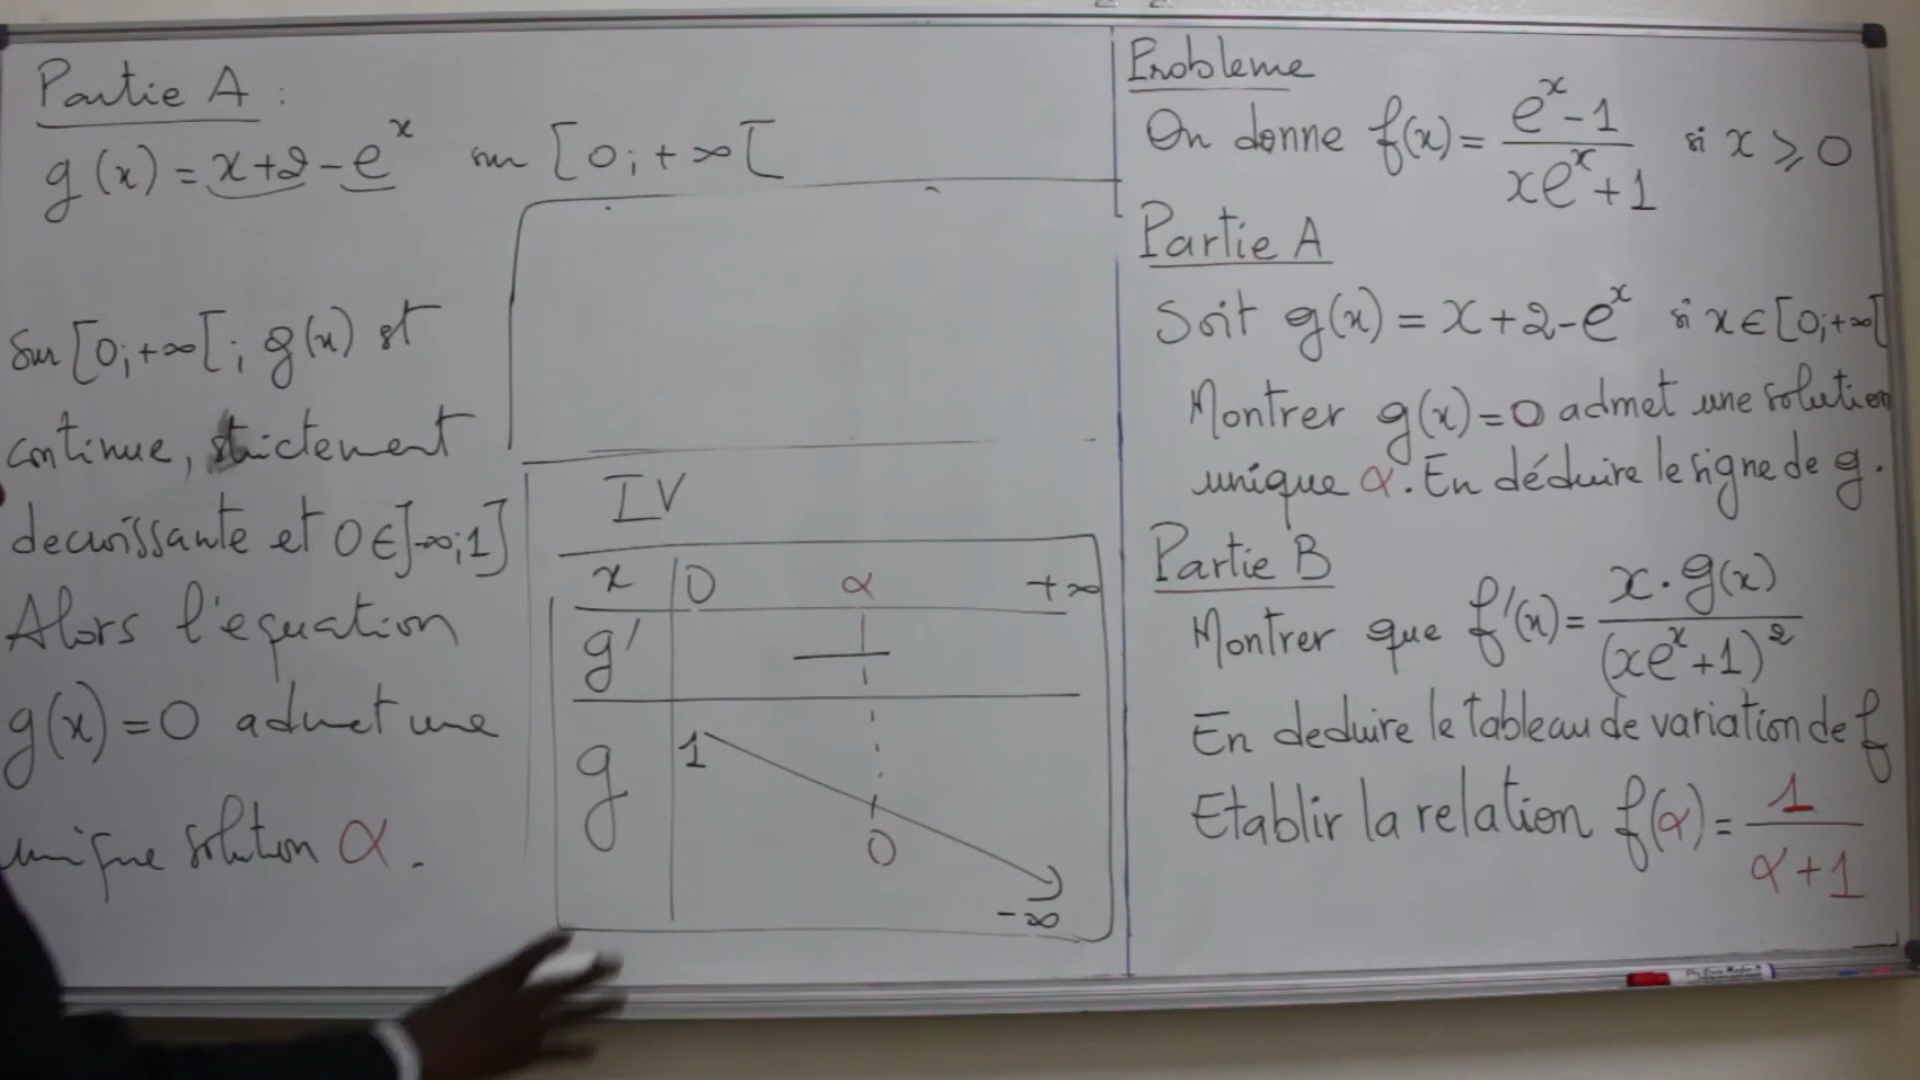 Partie A :
g(x) = x+2-e^x sur [0;+∞[
Sur [0;+∞[; g(x) est
continue, strictement
decroissante et 0∈]-∞;1]
Alors l'equation
g(x)=0 admet une
unique solution α.
IV
x 0 α +∞
g' —
g 1 0 -∞
Probleme
On donne f(x)= (e^x-1)/(xe^x+1) si x ⩾ 0
Partie A
Soit g(x) = x+2-e^x si x∈[0;+∞[
Montrer g(x)=0 admet une solution
unique α. En déduire le signe de g.
Partie B
Montrer que f'(x)= (x·g(x))/(xe^x+1)^2
En deduire le tableau de variation de f
Etablir la relation f(α)= 1/(α+1)